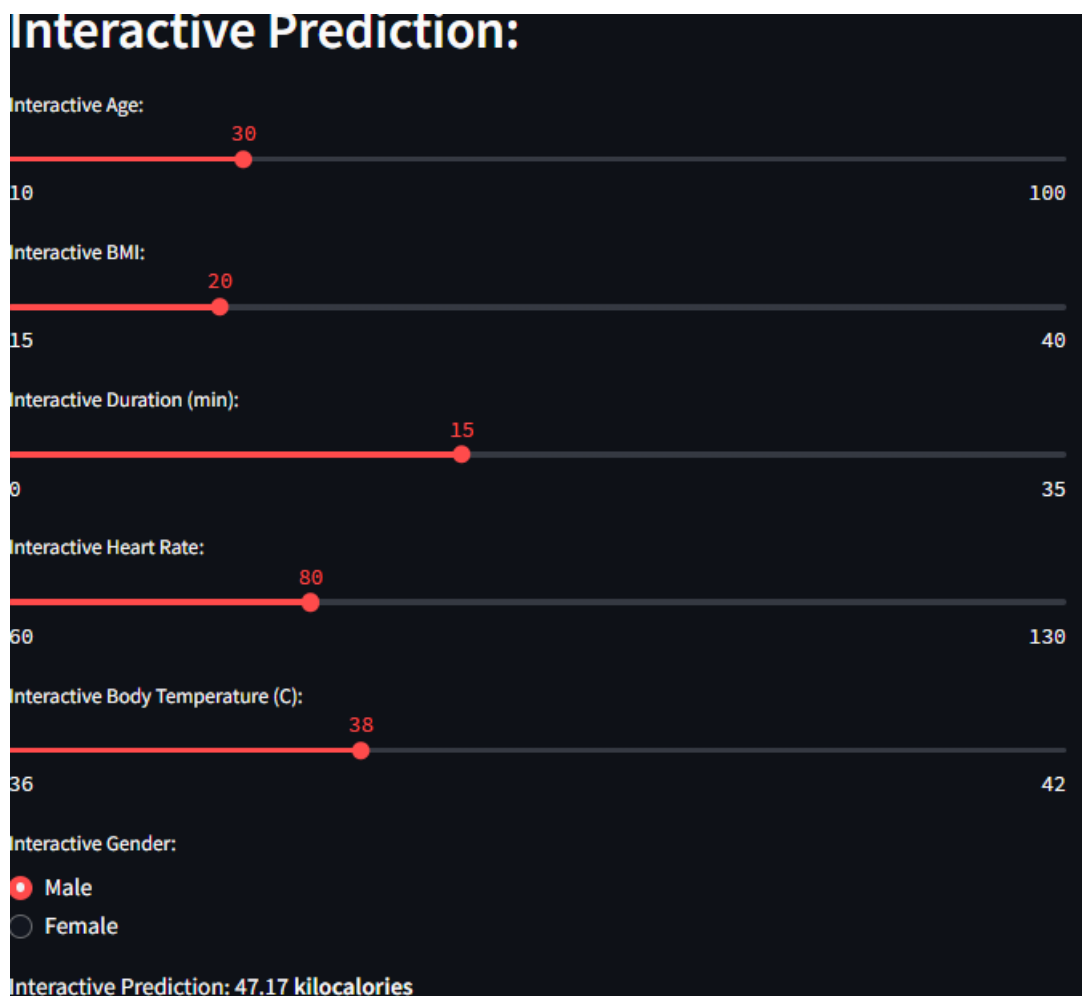 Interactive Prediction:
Interactive Age:
30
10 100
Interactive BMI:
20
15 40
Interactive Duration (min):
15
0 35
Interactive Heart Rate:
80
60 130
Interactive Body Temperature (C):
38
36 42
Interactive Gender:
Male
Female
Interactive Prediction: 47.17 kilocalories